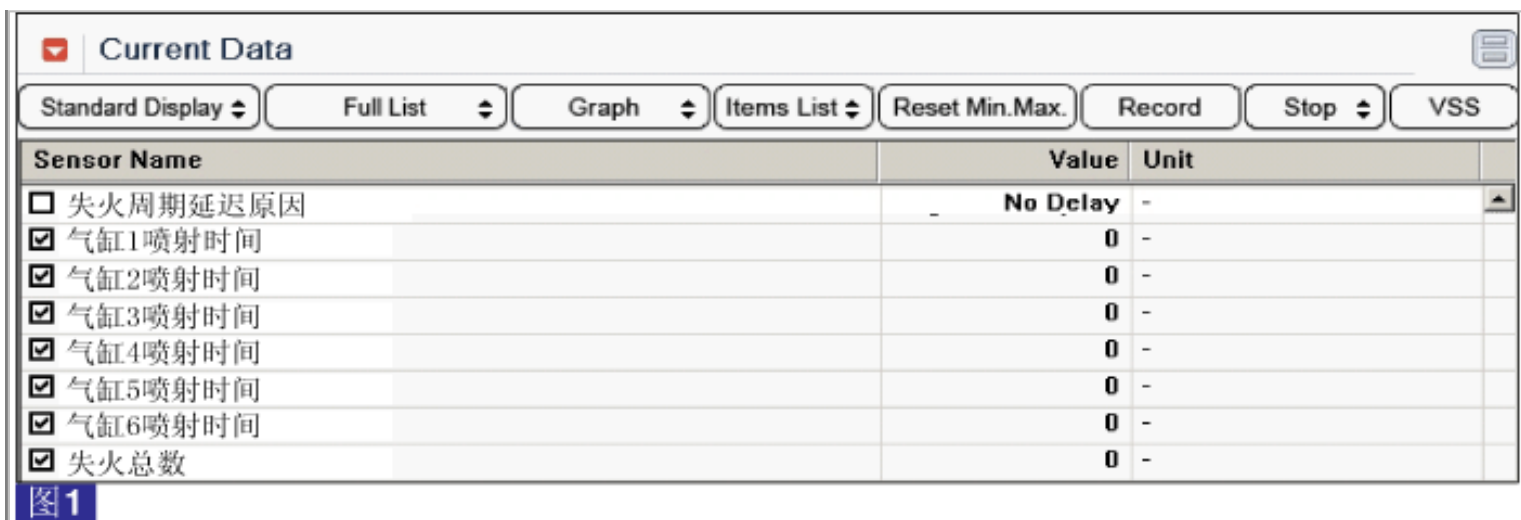 Current Data
Standard Display Full List Graph Items List Reset Min.Max. Record Stop VSS
Sensor Name Value Unit
失火周期延迟原因 No Delay -
气缸1喷射时间 0 -
气缸2喷射时间 0 -
气缸3喷射时间 0 -
气缸4喷射时间 0 -
气缸5喷射时间 0 -
气缸6喷射时间 0 -
失火总数 0 -
图1